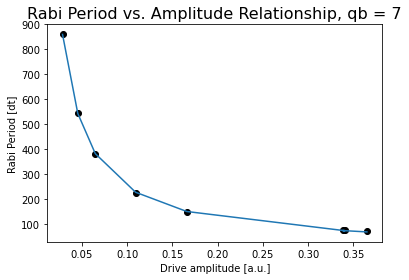 Rabi Period vs. Amplitude Relationship, qb = 7
900
800
700
600
500
400
300
200
100
Rabi Period [dt]
0.05 0.10 0.15 0.20 0.25 0.30 0.35
Drive amplitude [a.u.]